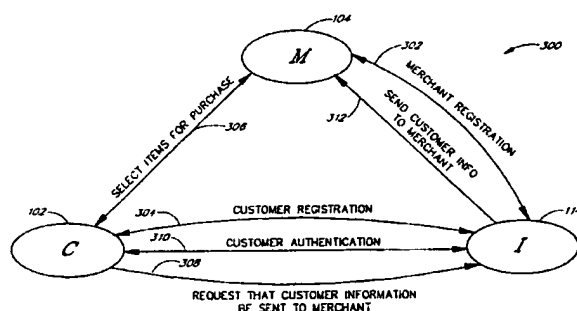 104
302
300
M
MERCHANT REGISTRATION
312
SEND CUSTOMER INFO
TO MERCHANT
SELECT ITEMS FOR PURCHASE
306
102
304
CUSTOMER REGISTRATION
310
CUSTOMER AUTHENTICATION
C
I
308
REQUEST THAT CUSTOMER INFORMATION
BE SENT TO MERCHANT